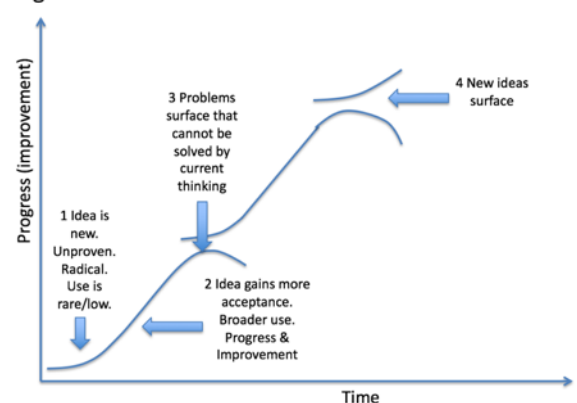 Progress (improvement)
1 Idea is
new.
Unproven.
Radical.
Use is
rare/low.
3 Problems
surface that
cannot be
solved by
current
thinking
2 Idea gains more
acceptance.
Broader use.
Progress &
Improvement
4 New ideas
surface
Time